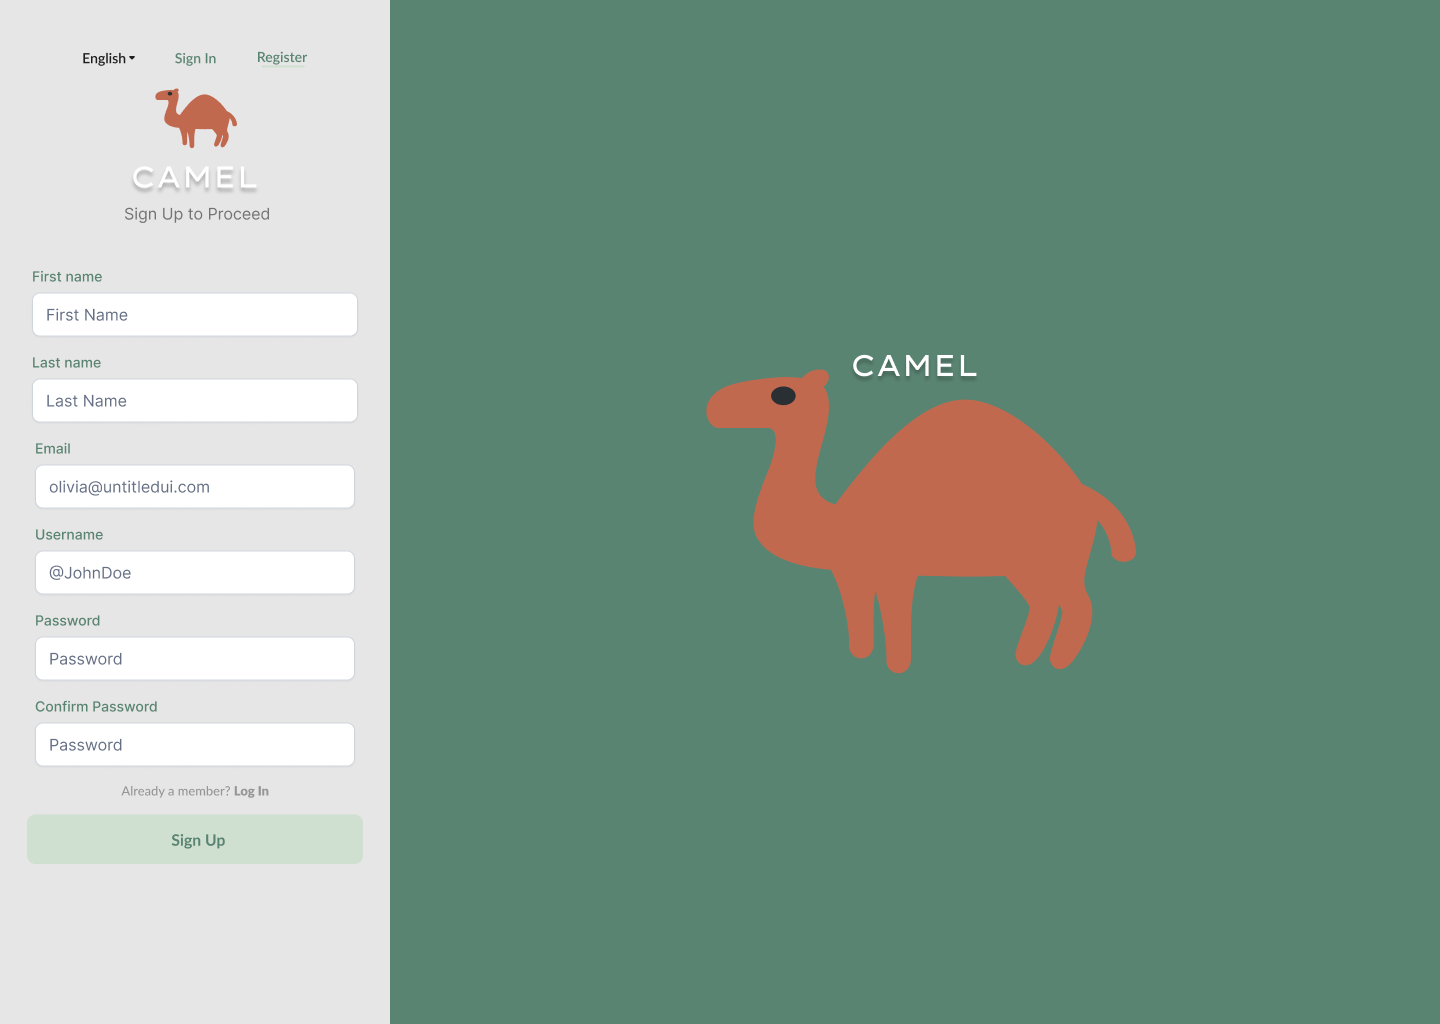 English Sign In Register
CAMEL
Sign Up to Proceed
First name
First Name
Last name
Last Name
Email
olivia@untitledui.com
Username
@JohnDoe
Password
Password
Confirm Password
Password
Already a member? Log In
Sign Up
CAMEL